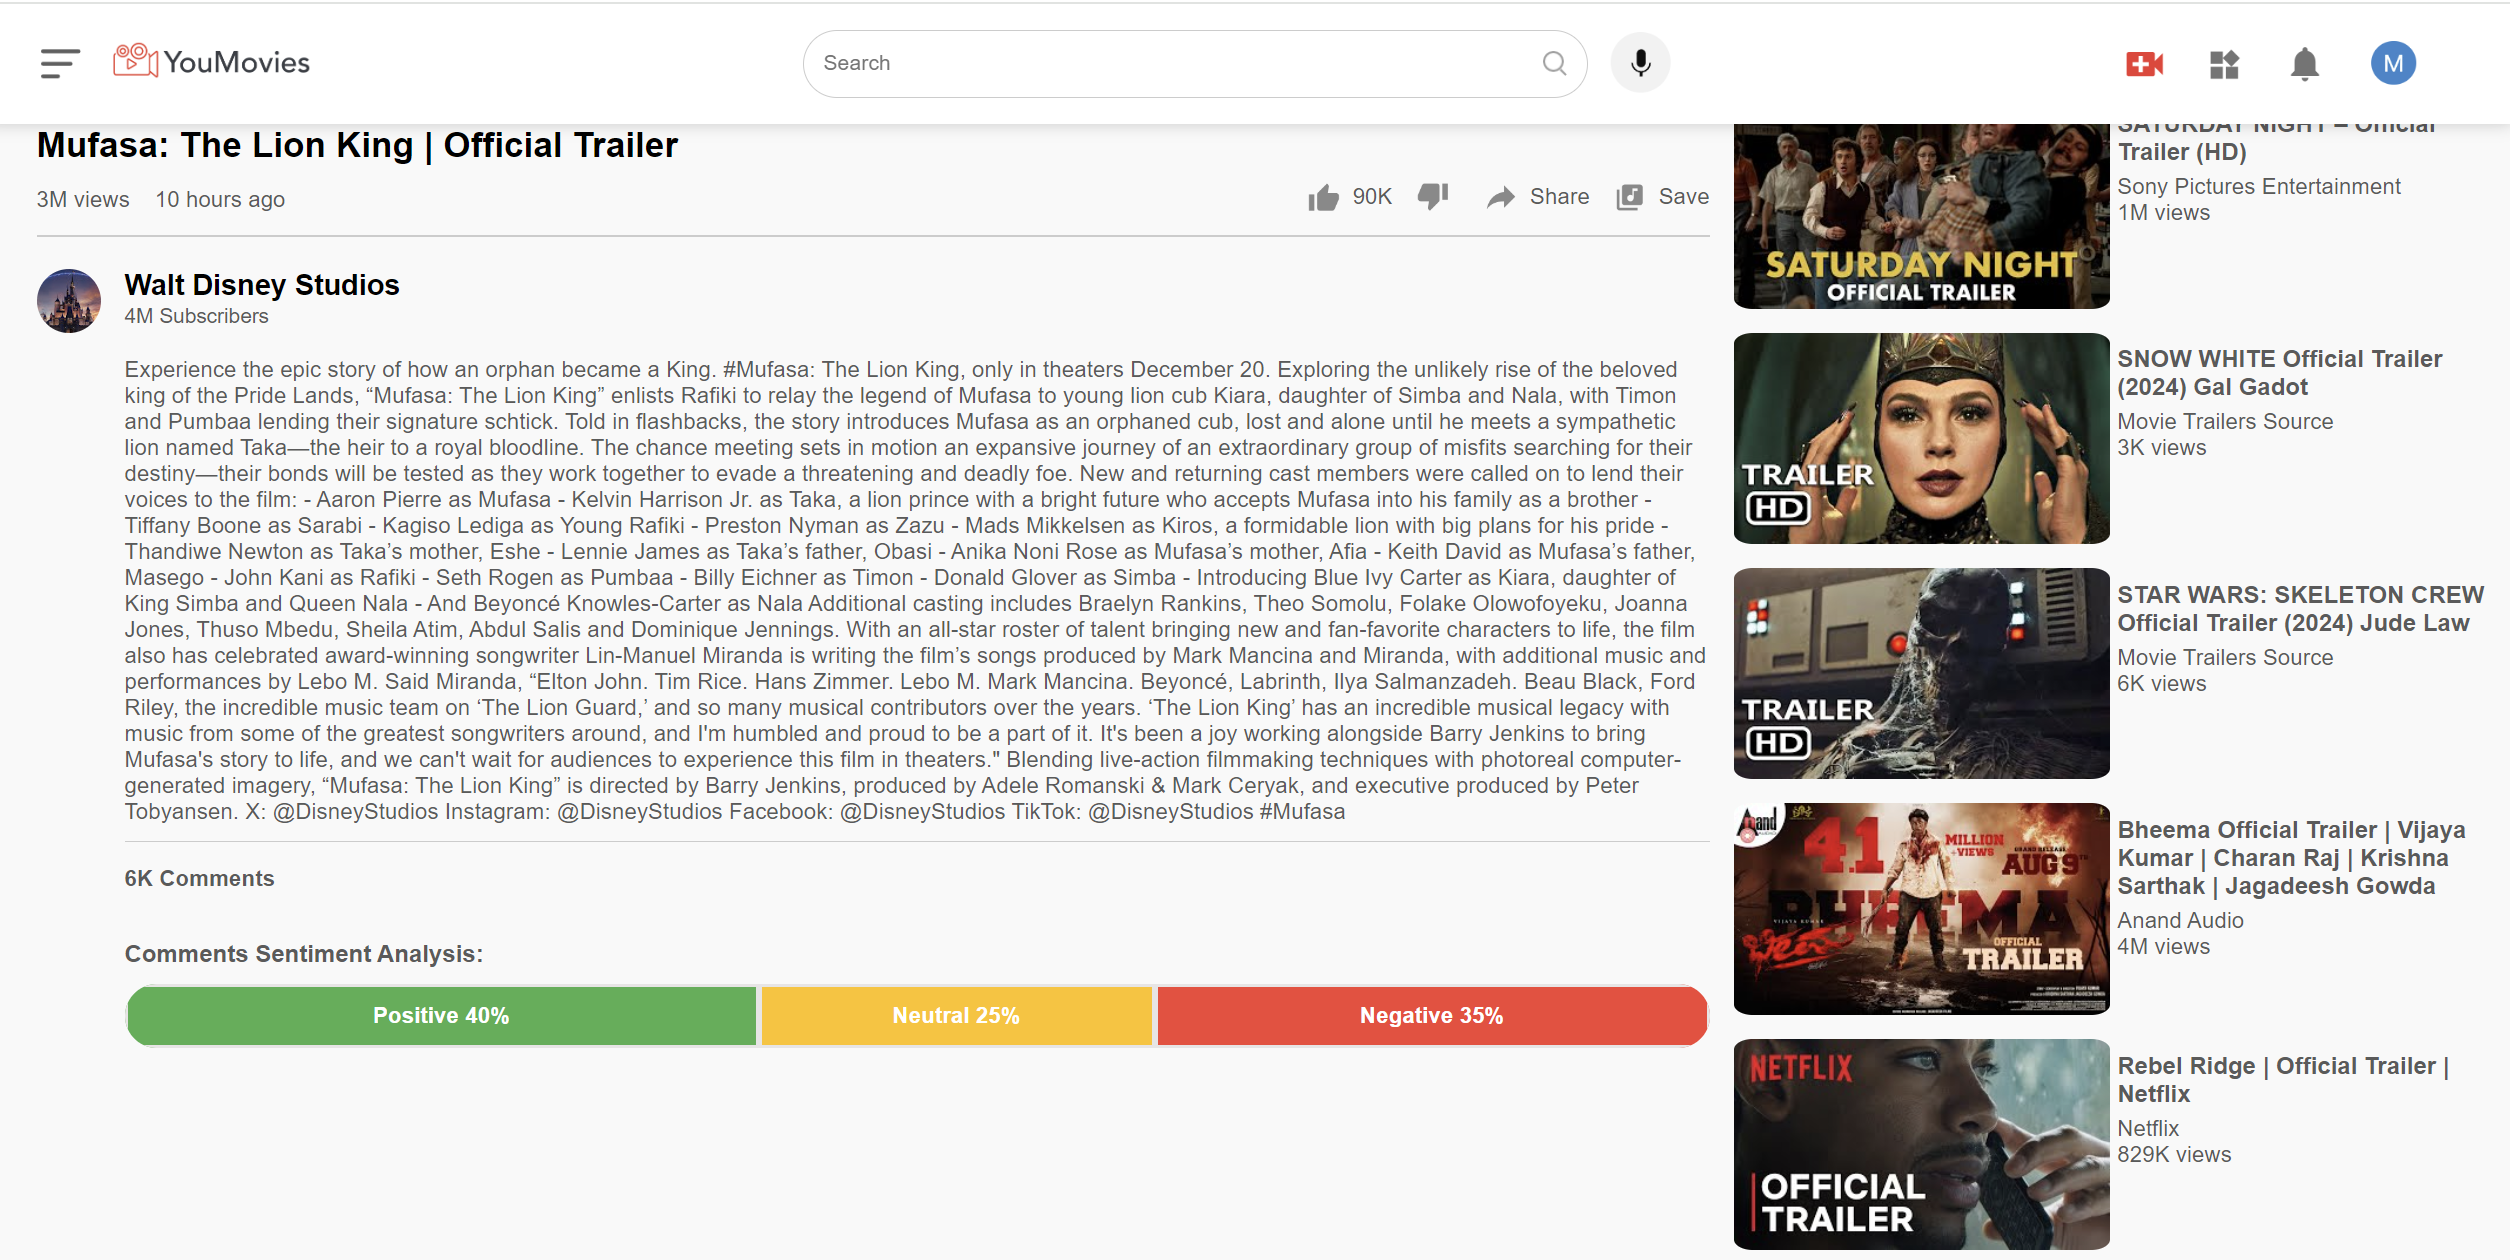 YouMovies
Search
M
Mufasa: The Lion King | Official Trailer
3M views 10 hours ago
90K Share Save
Walt Disney Studios
4M Subscribers
Experience the epic story of how an orphan became a King. #Mufasa: The Lion King, only in theaters December 20. Exploring the unlikely rise of the beloved
king of the Pride Lands, “Mufasa: The Lion King” enlists Rafiki to relay the legend of Mufasa to young lion cub Kiara, daughter of Simba and Nala, with Timon
and Pumbaa lending their signature schtick. Told in flashbacks, the story introduces Mufasa as an orphaned cub, lost and alone until he meets a sympathetic
lion named Taka—the heir to a royal bloodline. The chance meeting sets in motion an expansive journey of an extraordinary group of misfits searching for their
destiny—their bonds will be tested as they work together to evade a threatening and deadly foe. New and returning cast members were called on to lend their
voices to the film: - Aaron Pierre as Mufasa - Kelvin Harrison Jr. as Taka, a lion prince with a bright future who accepts Mufasa into his family as a brother -
Tiffany Boone as Sarabi - Kagiso Lediga as Young Rafiki - Preston Nyman as Zazu - Mads Mikkelsen as Kiros, a formidable lion with big plans for his pride -
Thandiwe Newton as Taka’s mother, Eshe - Lennie James as Taka’s father, Obasi - Anika Noni Rose as Mufasa’s mother, Afia - Keith David as Mufasa’s father,
Masego - John Kani as Rafiki - Seth Rogen as Pumbaa - Billy Eichner as Timon - Donald Glover as Simba - Introducing Blue Ivy Carter as Kiara, daughter of
King Simba and Queen Nala - And Beyoncé Knowles-Carter as Nala Additional casting includes Braelyn Rankins, Theo Somolu, Folake Olowofoyeku, Joanna
Jones, Thuso Mbedu, Sheila Atim, Abdul Salis and Dominique Jennings. With an all-star roster of talent bringing new and fan-favorite characters to life, the film
also has celebrated award-winning songwriter Lin-Manuel Miranda is writing the film’s songs produced by Mark Mancina and Miranda, with additional music and
performances by Lebo M. Said Miranda, “Elton John. Tim Rice. Hans Zimmer. Lebo M. Mark Mancina. Beyoncé, Labrinth, Ilya Salmanzadeh. Beau Black, Ford
Riley, the incredible music team on ‘The Lion Guard,’ and so many musical contributors over the years. ‘The Lion King’ has an incredible musical legacy with
music from some of the greatest songwriters around, and I'm humbled and proud to be a part of it. It's been a joy working alongside Barry Jenkins to bring
Mufasa's story to life, and we can't wait for audiences to experience this film in theaters." Blending live-action filmmaking techniques with photoreal computer-
generated imagery, “Mufasa: The Lion King” is directed by Barry Jenkins, produced by Adele Romanski & Mark Ceryak, and executive produced by Peter
Tobyansen. X: @DisneyStudios Instagram: @DisneyStudios Facebook: @DisneyStudios TikTok: @DisneyStudios #Mufasa
6K Comments
Comments Sentiment Analysis:
Positive 40% Neutral 25% Negative 35%
SATURDAY NIGHT
OFFICIAL TRAILER
SATURDAY NIGHT – Official
Trailer (HD)
Sony Pictures Entertainment
1M views
TRAILER
HD
SNOW WHITE Official Trailer
(2024) Gal Gadot
Movie Trailers Source
3K views
TRAILER
HD
STAR WARS: SKELETON CREW
Official Trailer (2024) Jude Law
Movie Trailers Source
6K views
Anand
4.1
MILLION
+VIEWS
GRAND RELEASE
AUG 9TH
BHEEMA
VIJAYA KUMAR
ಭೀಮ
OFFICIAL
TRAILER
Bheema Official Trailer | Vijaya
Kumar | Charan Raj | Krishna
Sarthak | Jagadeesh Gowda
Anand Audio
4M views
NETFLIX
OFFICIAL
TRAILER
Rebel Ridge | Official Trailer |
Netflix
Netflix
829K views